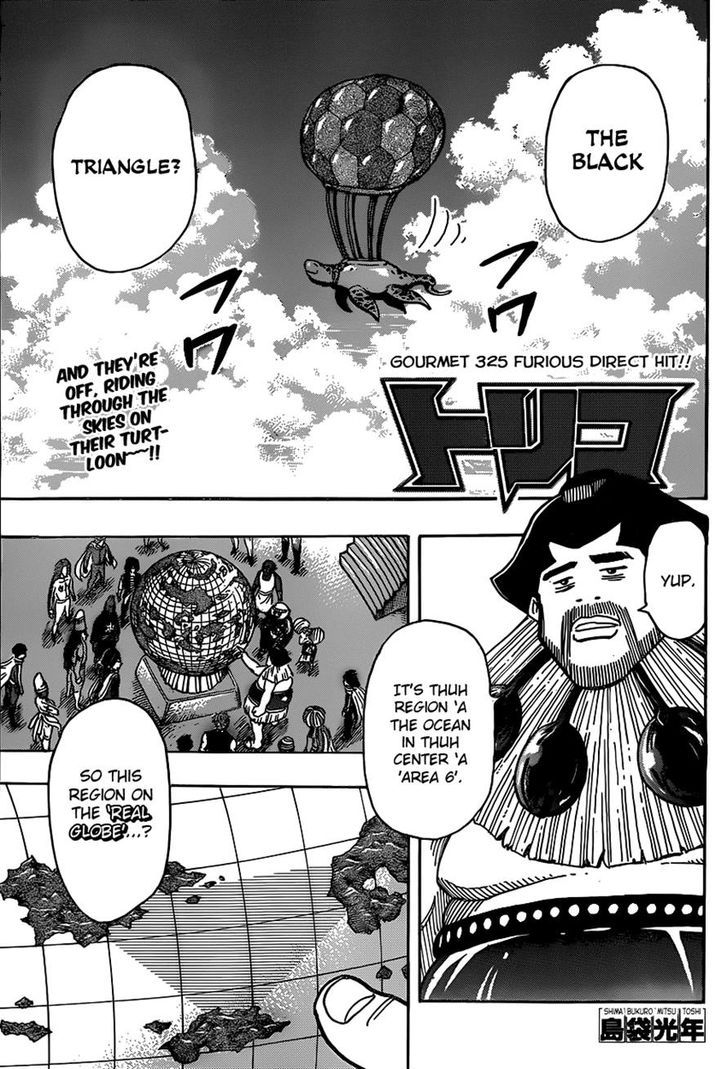 THE
BLACK
TRIANGLE?
GOURMET 325 FURIOUS DIRECT HIT!!
トリコ
AND THEY'RE
OFF, RIDING
THROUGH THE
SKIES ON
THEIR TURT-
LOON~~!!
ワ
ワ
YUP.
IT'S THUH
REGION 'A
THE OCEAN
IN THUH
CENTER 'A
'AREA 6'.
SO THIS
REGION ON
THE 'REAL
GLOBE'...?
SHIMA BUKURO MITSU TOSHI
島袋光年